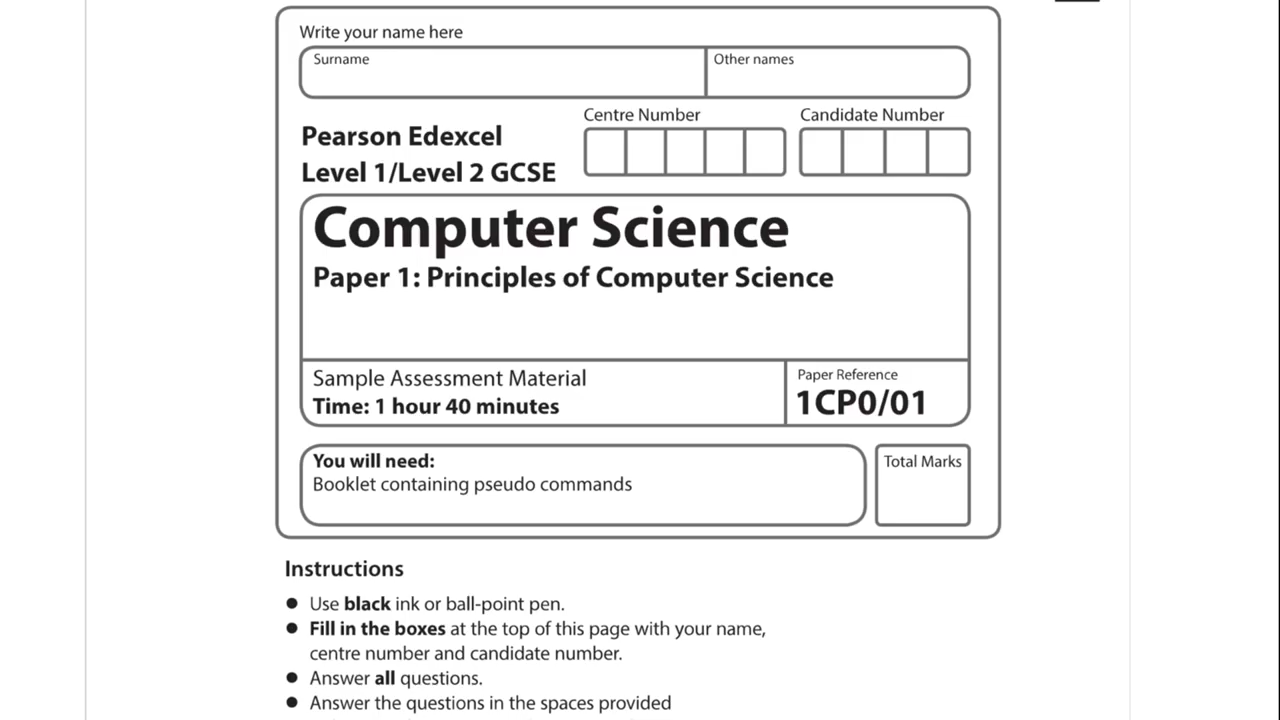 Write your name here
Surname
Other names
Centre Number
Candidate Number
Pearson Edexcel
Level 1/Level 2 GCSE
Computer Science
Paper 1: Principles of Computer Science
Sample Assessment Material
Time: 1 hour 40 minutes
Paper Reference
1CP0/01
You will need:
Booklet containing pseudo commands
Total Marks
Instructions
● Use black ink or ball-point pen.
● Fill in the boxes at the top of this page with your name,
centre number and candidate number.
● Answer all questions.
● Answer the questions in the spaces provided